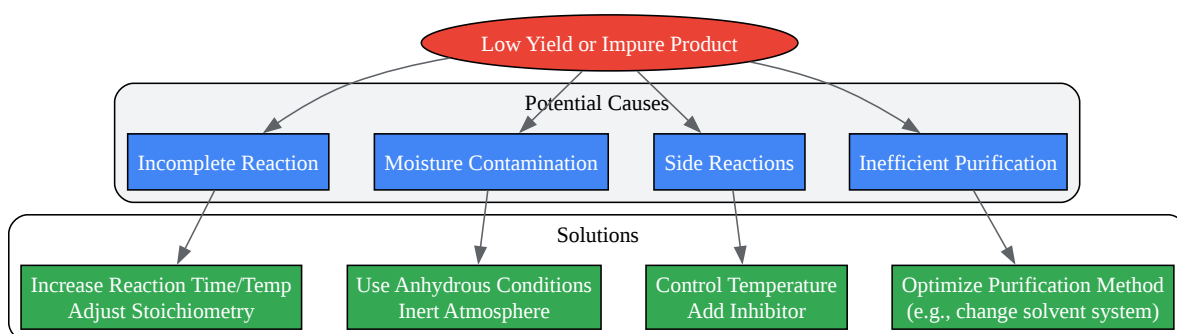 Low Yield or Impure Product
Potential Causes
Incomplete Reaction
Moisture Contamination
Side Reactions
Inefficient Purification
Solutions
Increase Reaction Time/Temp
Adjust Stoichiometry
Use Anhydrous Conditions
Inert Atmosphere
Control Temperature
Add Inhibitor
Optimize Purification Method
(e.g., change solvent system)